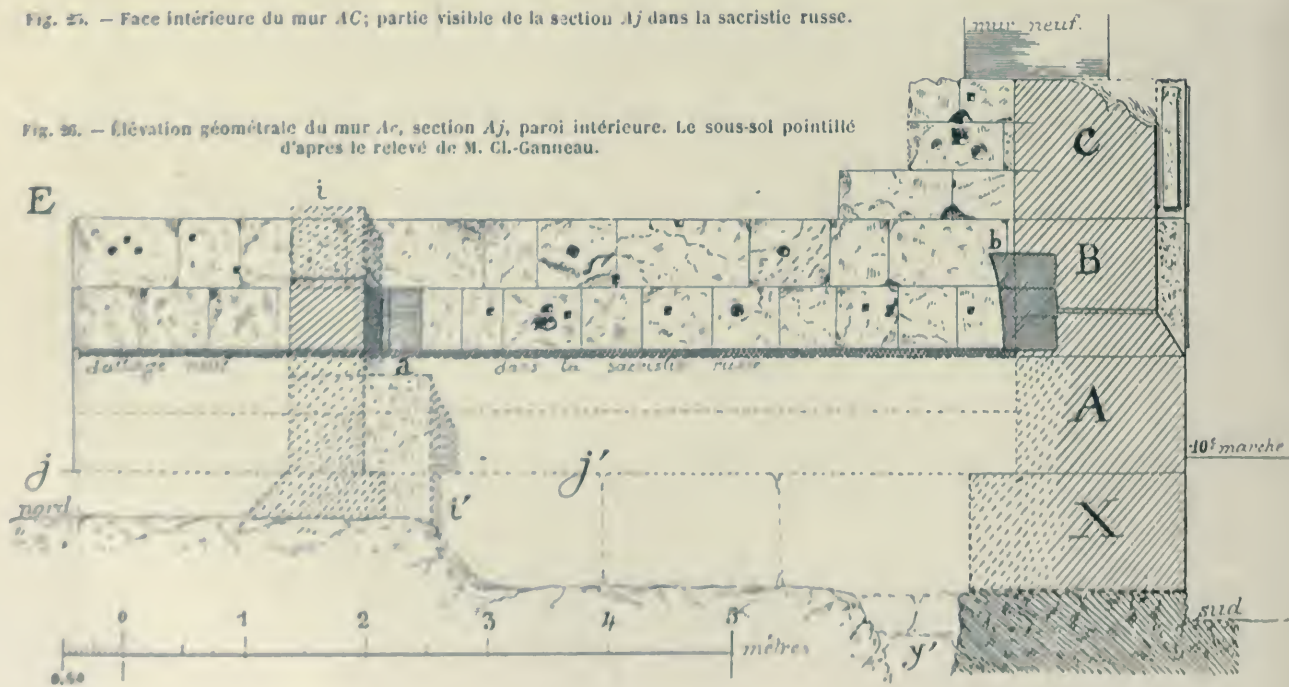 Fig. 25. — Face intérieure du mur AC; partie visible de la section Aj dans la sacristie russe.
mur neuf.
Fig. 26. — Élévation géométrale du mur Ac, section Aj, paroi intérieure. Le sous-sol pointillé
d'après le relevé de M. Cl.-Ganneau.
C
i
E
b
B
dallage neuf
a
dans la sacristie russe
A
10e marche
j
j'
nord
i'
X
0 1 2 3 4 5
sud
mètres
y'
0.50